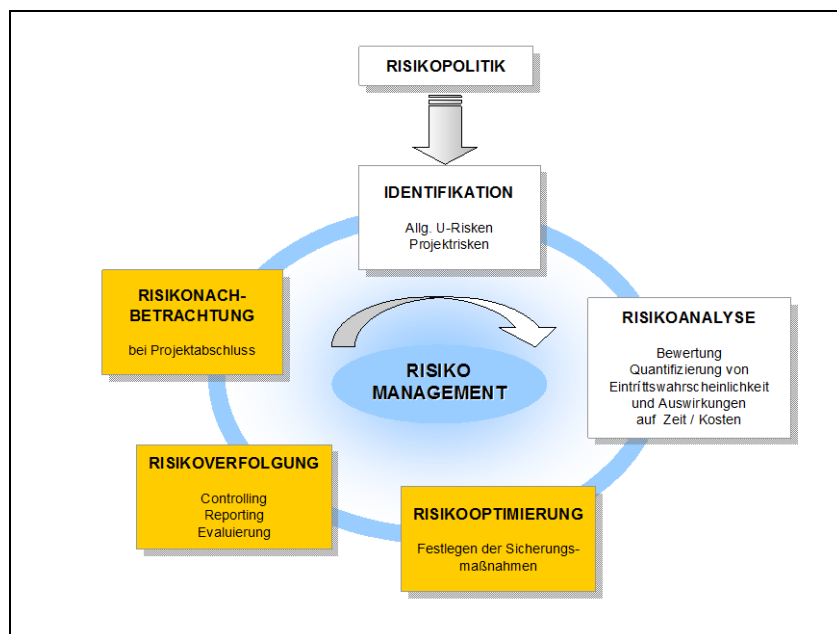 RISIKOPOLITIK
IDENTIFIKATION
Allg. U-Risken
Projektrisken
RISIKOANALYSE
Bewertung
Quantifizierung von
Eintrittswahrscheinlichkeit
und Auswirkungen
auf Zeit / Kosten
RISIKOOPTIMIERUNG
Festlegen der Sicherungs-
maßnahmen
RISIKOVERFOLGUNG
Controlling
Reporting
Evaluierung
RISIKONACH-
BETRACHTUNG
bei Projektabschluss
RISIKO
MANAGEMENT